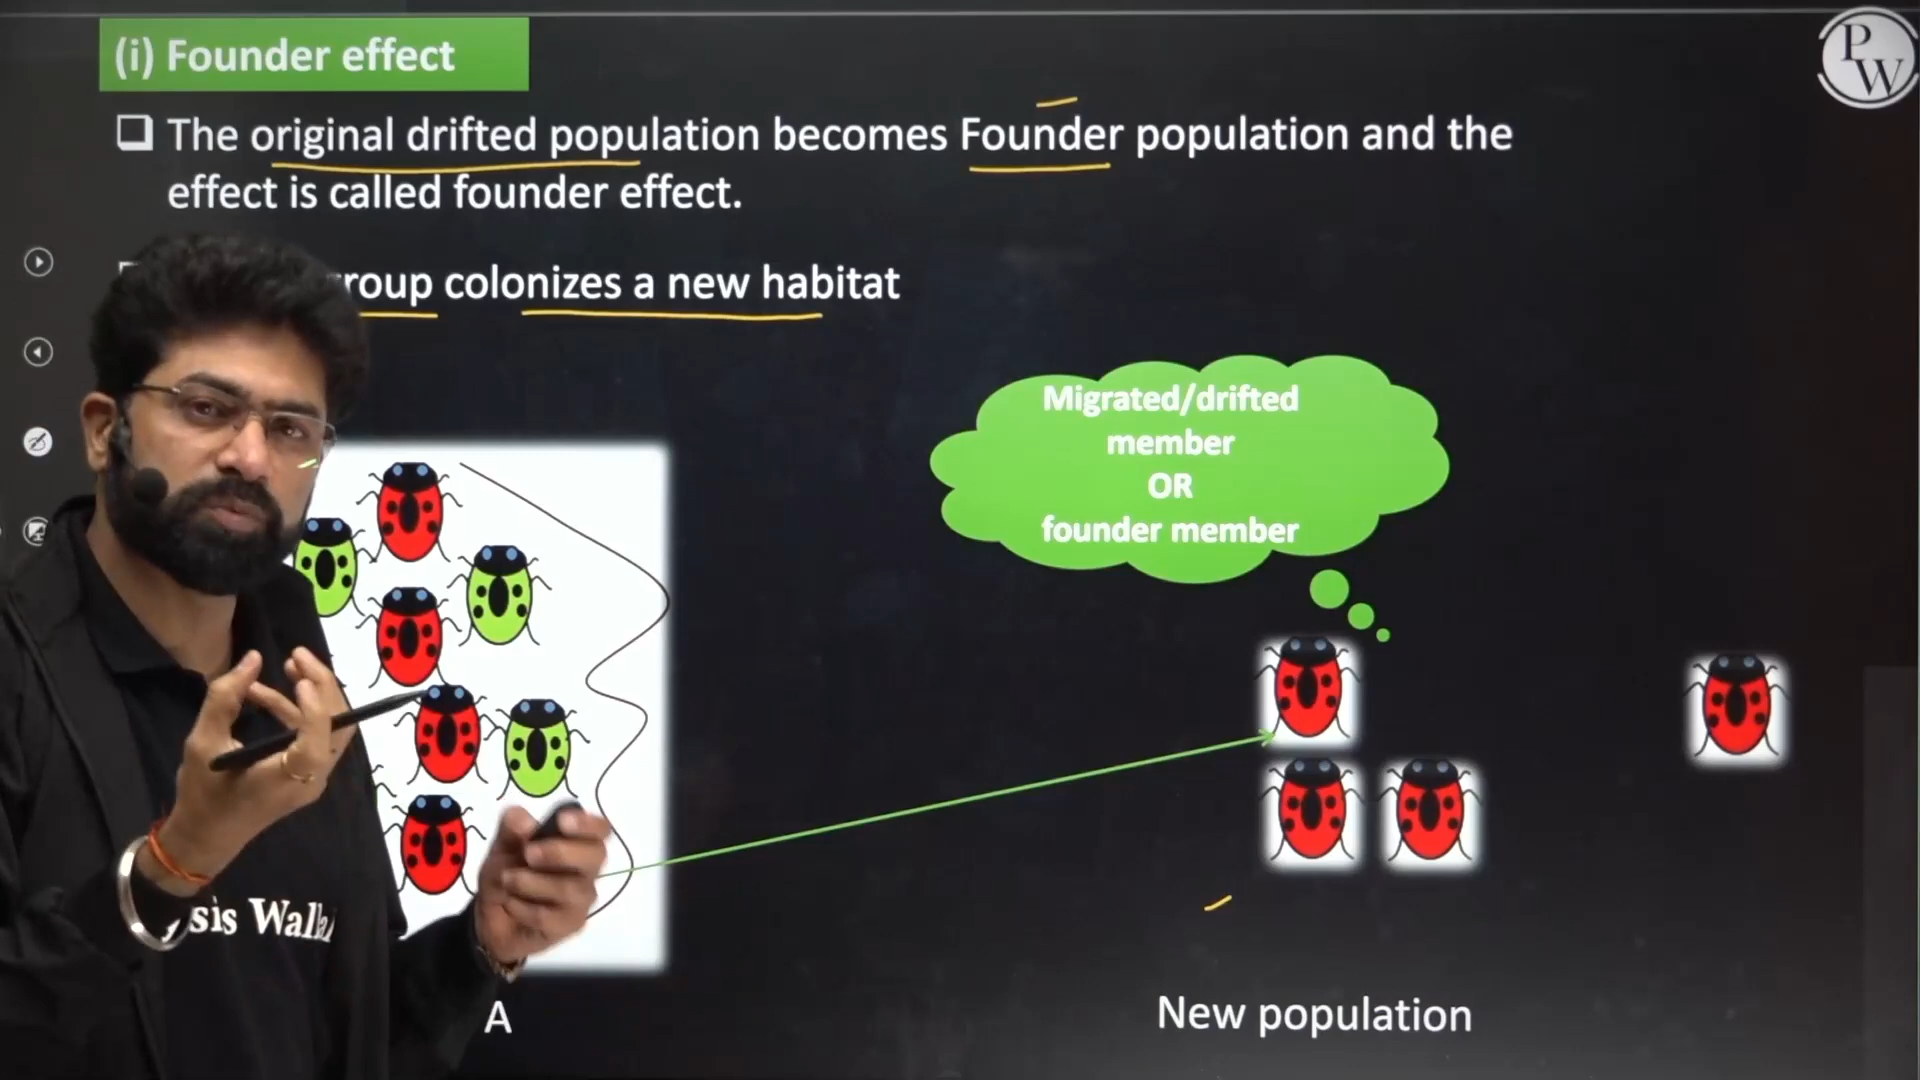 (i) Founder effect
P
W
The original drifted population becomes Founder population and the
effect is called founder effect.
group colonizes a new habitat
Migrated/drifted
member
OR
founder member
A
New population